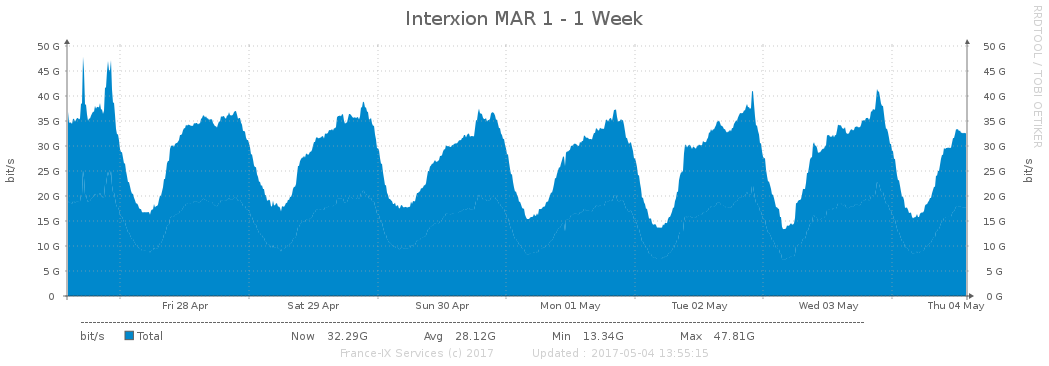 Interxion MAR 1 - 1 Week
RRDTOOL / TOBI OETIKER
50 G 50 G
45 G 45 G
40 G 40 G
35 G 35 G
30 G 30 G
25 G 25 G
20 G 20 G
15 G 15 G
10 G 10 G
5 G 5 G
0 0 G
bit/s bit/s
Fri 28 Apr Sat 29 Apr Sun 30 Apr Mon 01 May Tue 02 May Wed 03 May Thu 04 May
bit/s Total Now 32.29G Avg 28.12G Min 13.34G Max 47.81G
France-IX Services (c) 2017 Updated : 2017-05-04 13:55:15